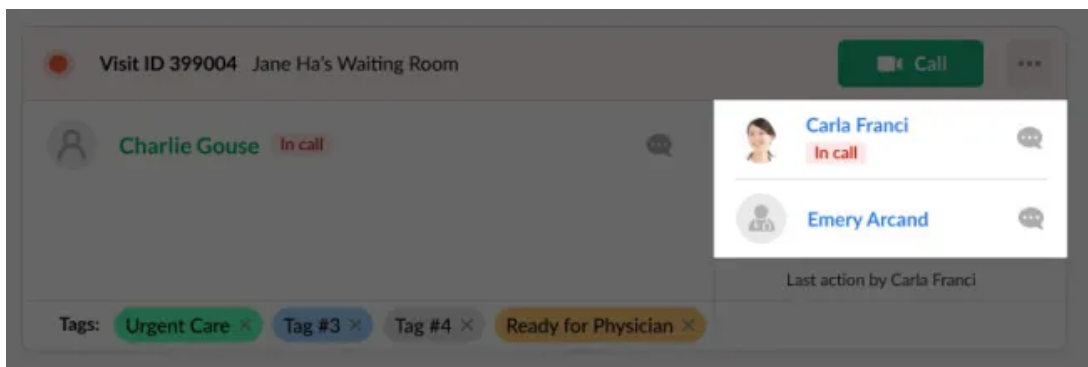 Visit ID 399004 Jane Ha's Waiting Room
Call
Charlie Gouse In call
Carla Franci
In call
Emery Arcand
Last action by Carla Franci
Tags: Urgent Care × Tag #3 × Tag #4 × Ready for Physician ×